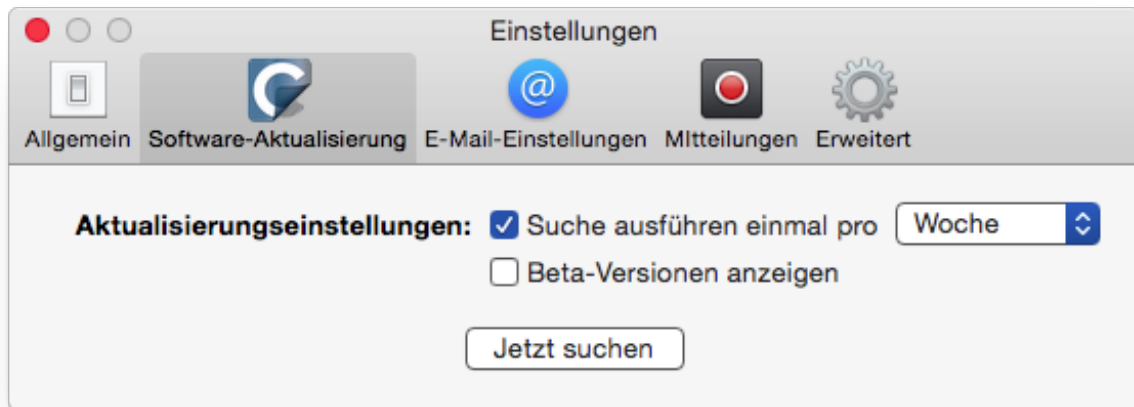 Einstellungen
Allgemein Software-Aktualisierung E-Mail-Einstellungen MItteilungen Erweitert
Aktualisierungseinstellungen: Suche ausführen einmal pro Woche
Beta-Versionen anzeigen
Jetzt suchen